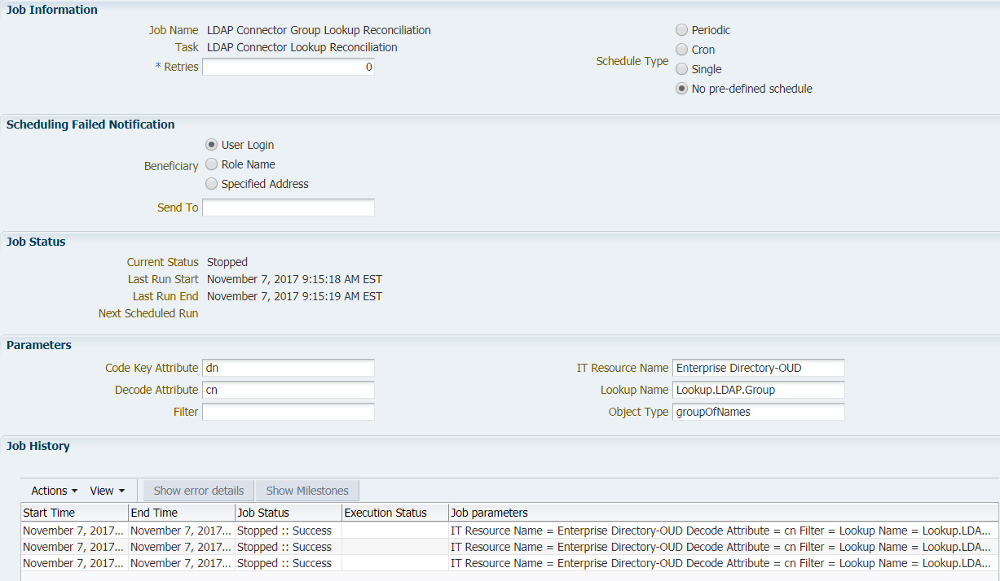 Job Information
Job Name LDAP Connector Group Lookup Reconciliation
Task LDAP Connector Lookup Reconciliation
* Retries 0
Schedule Type
Periodic
Cron
Single
No pre-defined schedule
Scheduling Failed Notification
Beneficiary
User Login
Role Name
Specified Address
Send To
Job Status
Current Status Stopped
Last Run Start November 7, 2017 9:15:18 AM EST
Last Run End November 7, 2017 9:15:19 AM EST
Next Scheduled Run
Parameters
Code Key Attribute dn
Decode Attribute cn
Filter
IT Resource Name Enterprise Directory-OUD
Lookup Name Lookup.LDAP.Group
Object Type groupOfNames
Job History
Actions View Show error details Show Milestones
Start Time End Time Job Status Execution Status Job parameters
November 7, 2017... November 7, 2017... Stopped :: Success IT Resource Name = Enterprise Directory-OUD Decode Attribute = cn Filter = Lookup Name = Lookup.LDA...
November 7, 2017... November 7, 2017... Stopped :: Success IT Resource Name = Enterprise Directory-OUD Decode Attribute = cn Filter = Lookup Name = Lookup.LDA...
November 7, 2017... November 7, 2017... Stopped :: Success IT Resource Name = Enterprise Directory-OUD Decode Attribute = cn Filter = Lookup Name = Lookup.LDA...